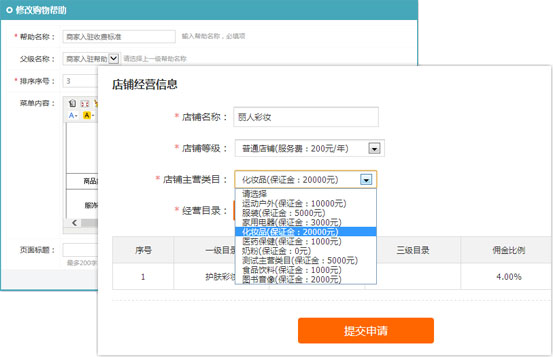 修改购物帮助
* 帮助名称： 商家入驻收费标准 输入帮助名称，必填项
父级名称： 商家入驻帮助 请选择上一级帮助名称
* 排序序号： 3
菜单内容：
商品
服饰
页面标题：
最多200字
店铺经营信息
* 店铺名称： 丽人彩妆
* 店铺等级： 普通店铺(服务费：200元/年)
* 店铺主营类目： 化妆品(保证金：20000元)
请选择
运动户外(保证金：10000元)
服装(保证金：5000元)
家用电器(保证金：3000元)
化妆品(保证金：20000元)
医药保健(保证金：1000元)
奶粉(保证金：0元)
测试主营类目(保证金：5000元)
食品饮料(保证金：1000元)
图书音像(保证金：2000元)
* 经营目录：
序号 一级目录 三级目录 佣金比例
1 护肤彩妆 4.00%
提交申请